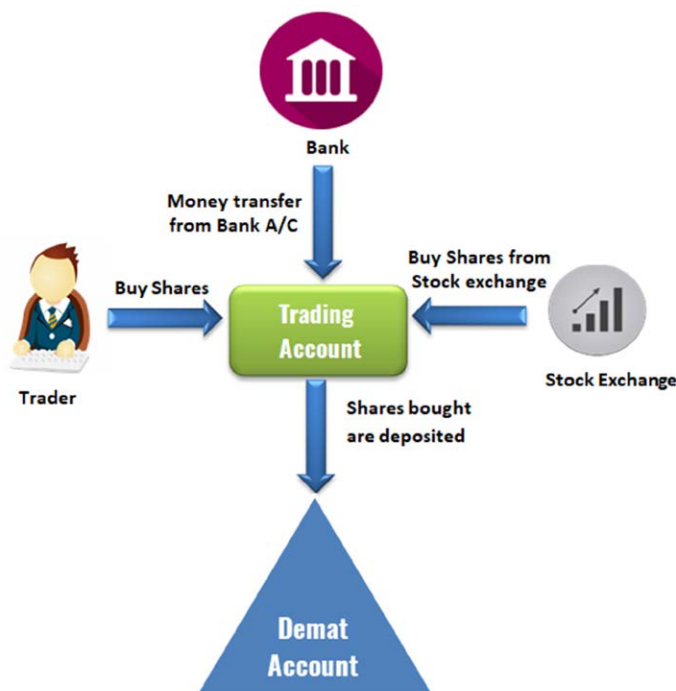 Bank
Money transfer
from Bank A/C
Buy Shares from
Stock exchange
Buy Shares
Trading
Account
Trader
Stock Exchange
Shares bought
are deposited
Demat
Account